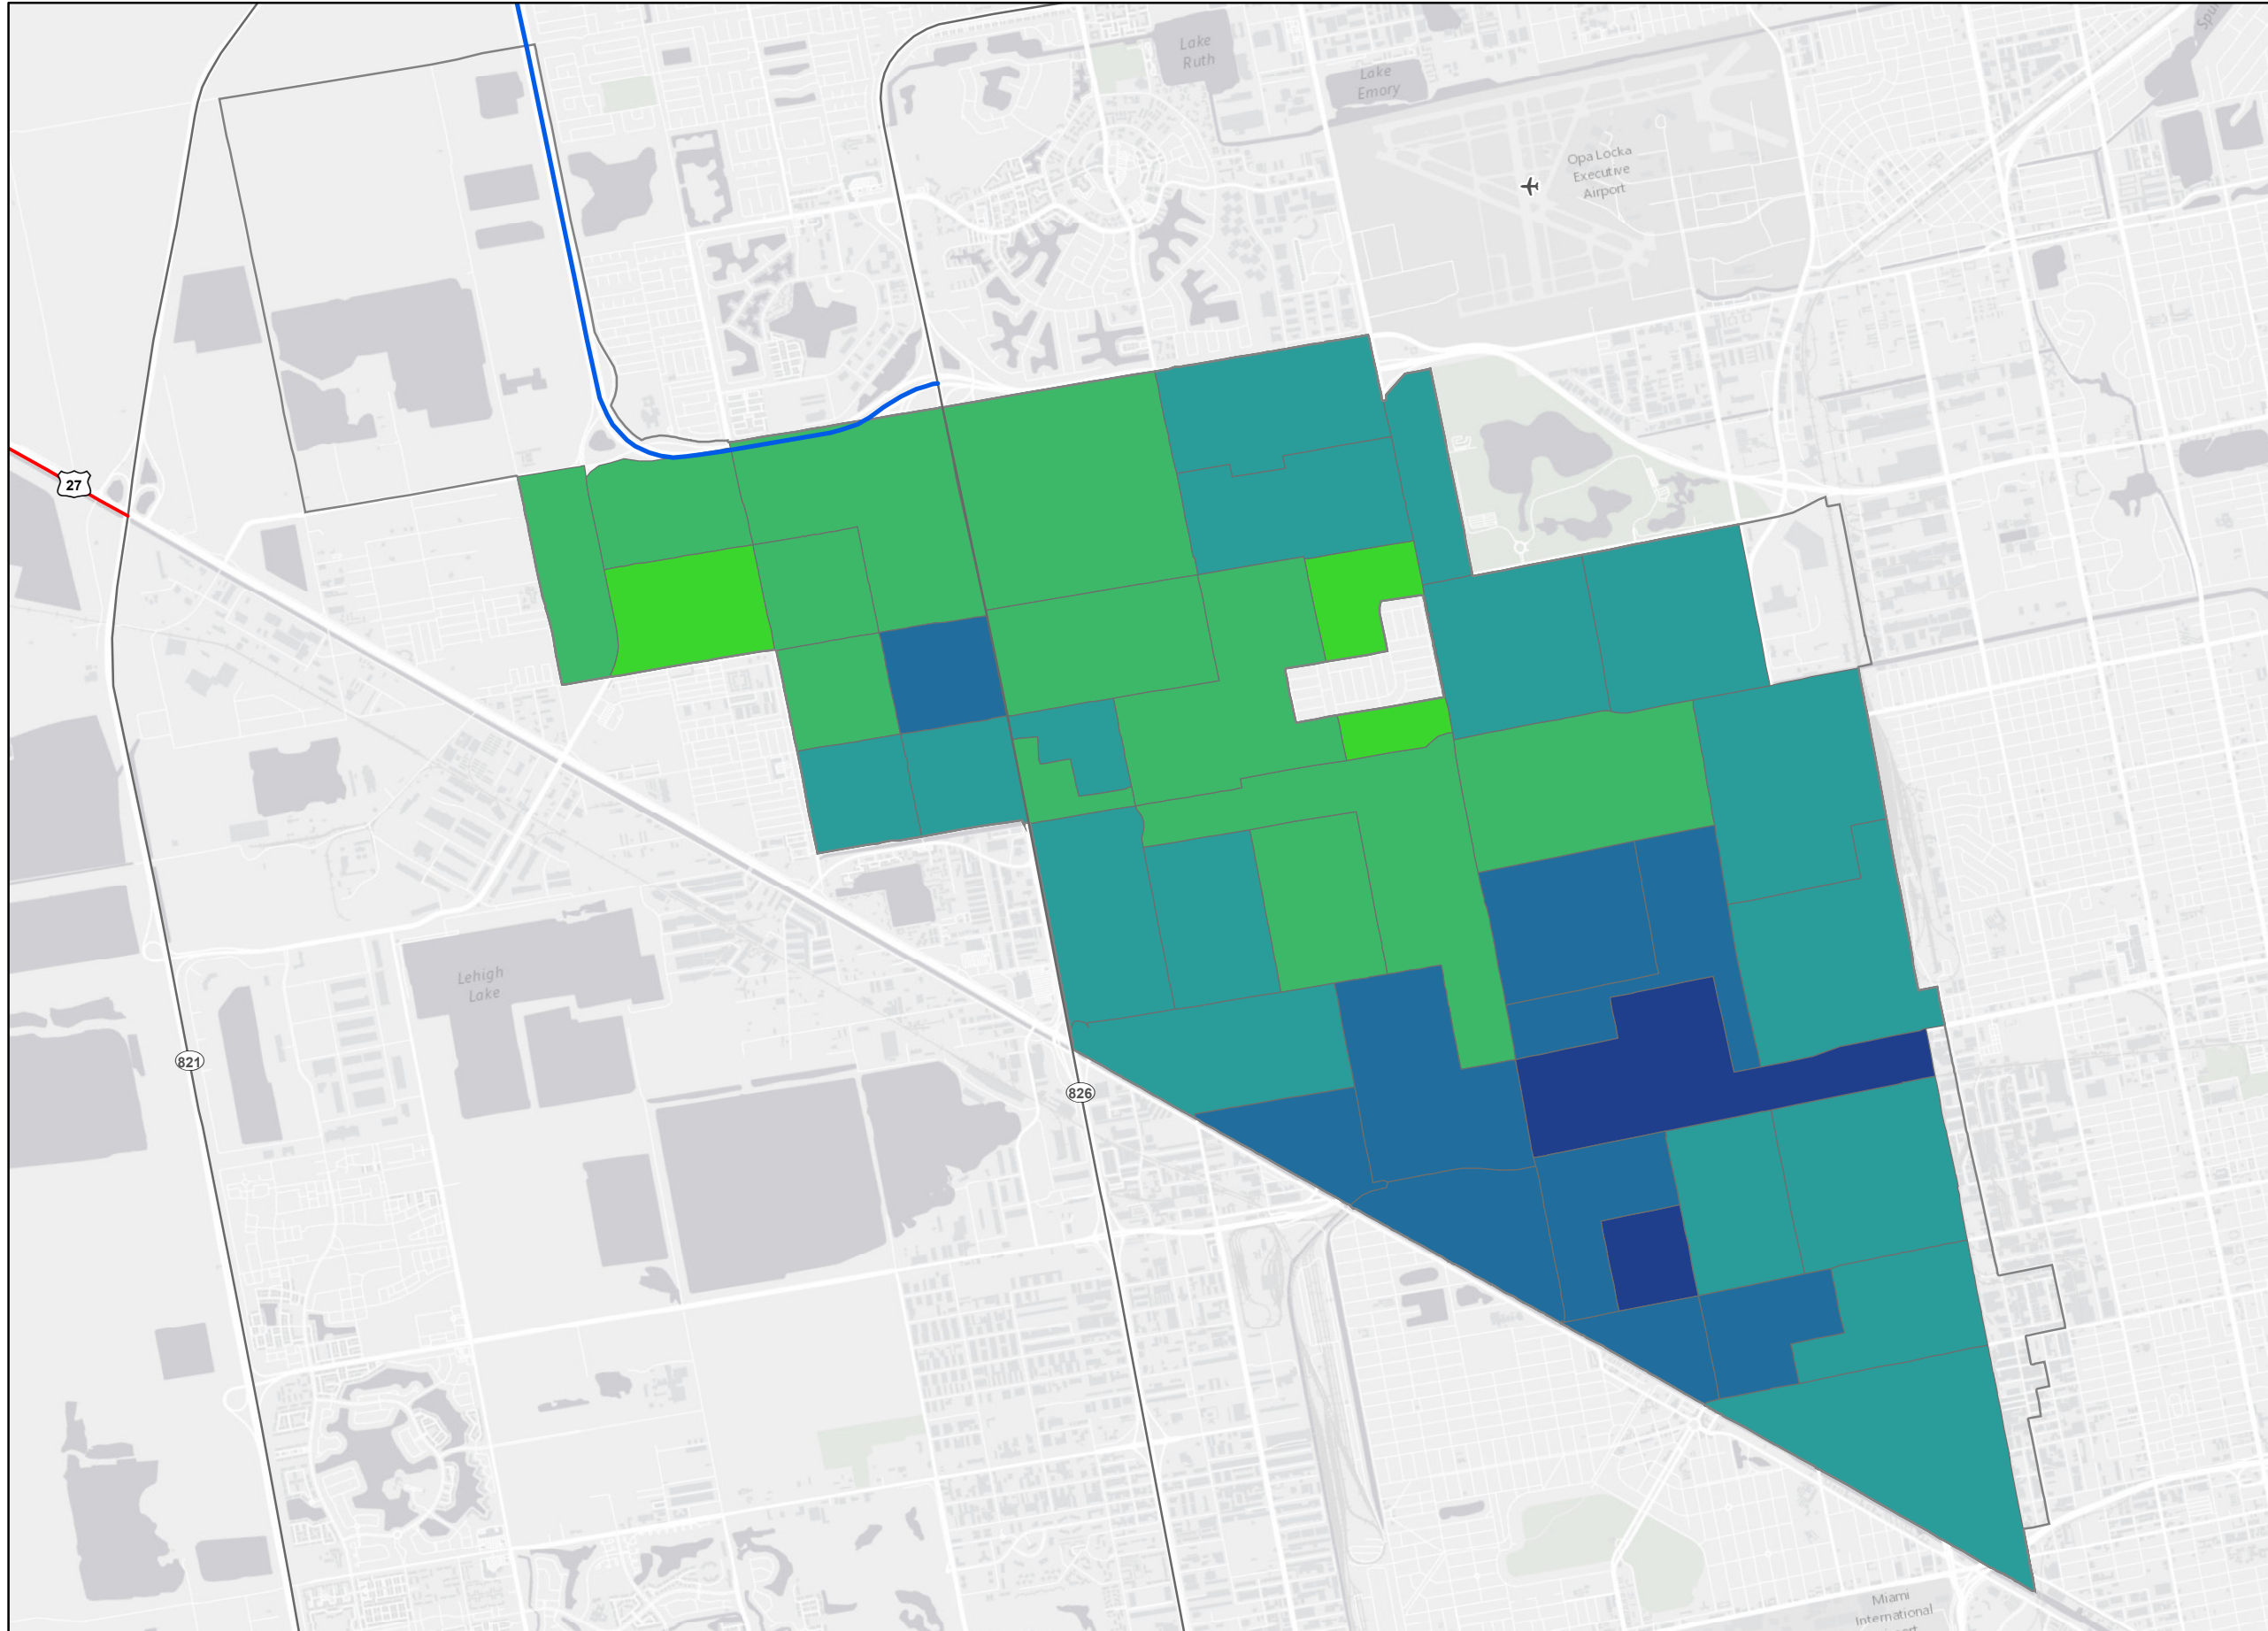 Lake
Ruth
Lake
Emory
Opa Locka
Executive
Airport
27
Lehigh
Lake
821
826
Miami
International